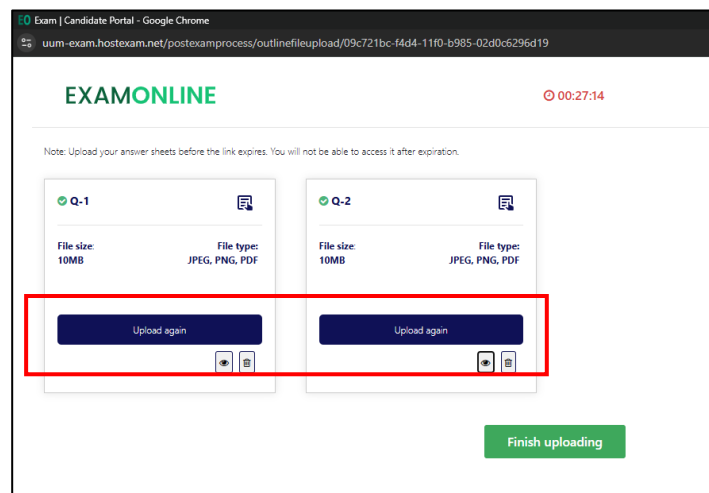 EO Exam | Candidate Portal - Google Chrome
uum-exam.hostexam.net/postexamprocess/outlinefileupload/09c721bc-f4d4-11f0-b985-02d0c6296d19
EXAMONLINE
00:27:14
Note: Upload your answer sheets before the link expires. You will not be able to access it after expiration.
Q-1
File size: File type:
10MB JPEG, PNG, PDF
Upload again
Q-2
File size: File type:
10MB JPEG, PNG, PDF
Upload again
Finish uploading